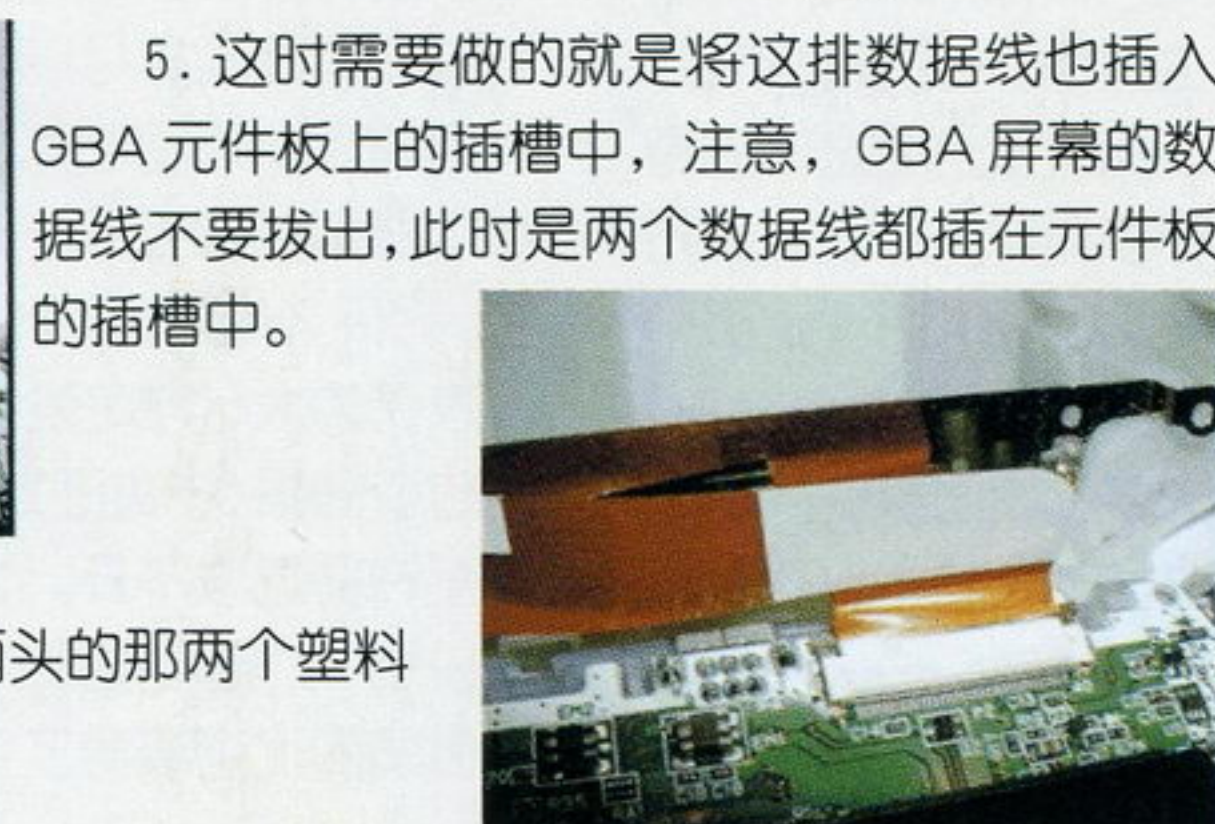 5. 这时需要做的就是将这排数据线也插入
GBA 元件板上的插槽中，注意，GBA 屏幕的数
据线不要拔出，此时是两个数据线都插在元件板
的插槽中。
头的那两个塑料
EM2